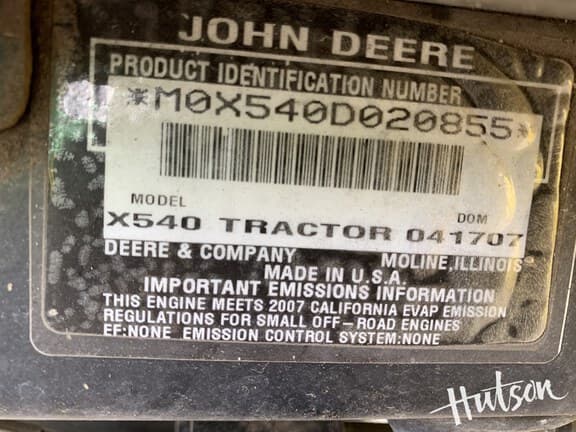 JOHN DEERE
PRODUCT IDENTIFICATION NUMBER
*M0X540D020855*
MODEL DOM
X540 TRACTOR 041707
DEERE & COMPANY MOLINE, ILLINOIS
MADE IN U.S.A.
IMPORTANT EMISSIONS INFORMATION
THIS ENGINE MEETS 2007 CALIFORNIA EVAP EMISSION
REGULATIONS FOR SMALL OFF-ROAD ENGINES
EF:NONE EMISSION CONTROL SYSTEM:NONE
Hutson